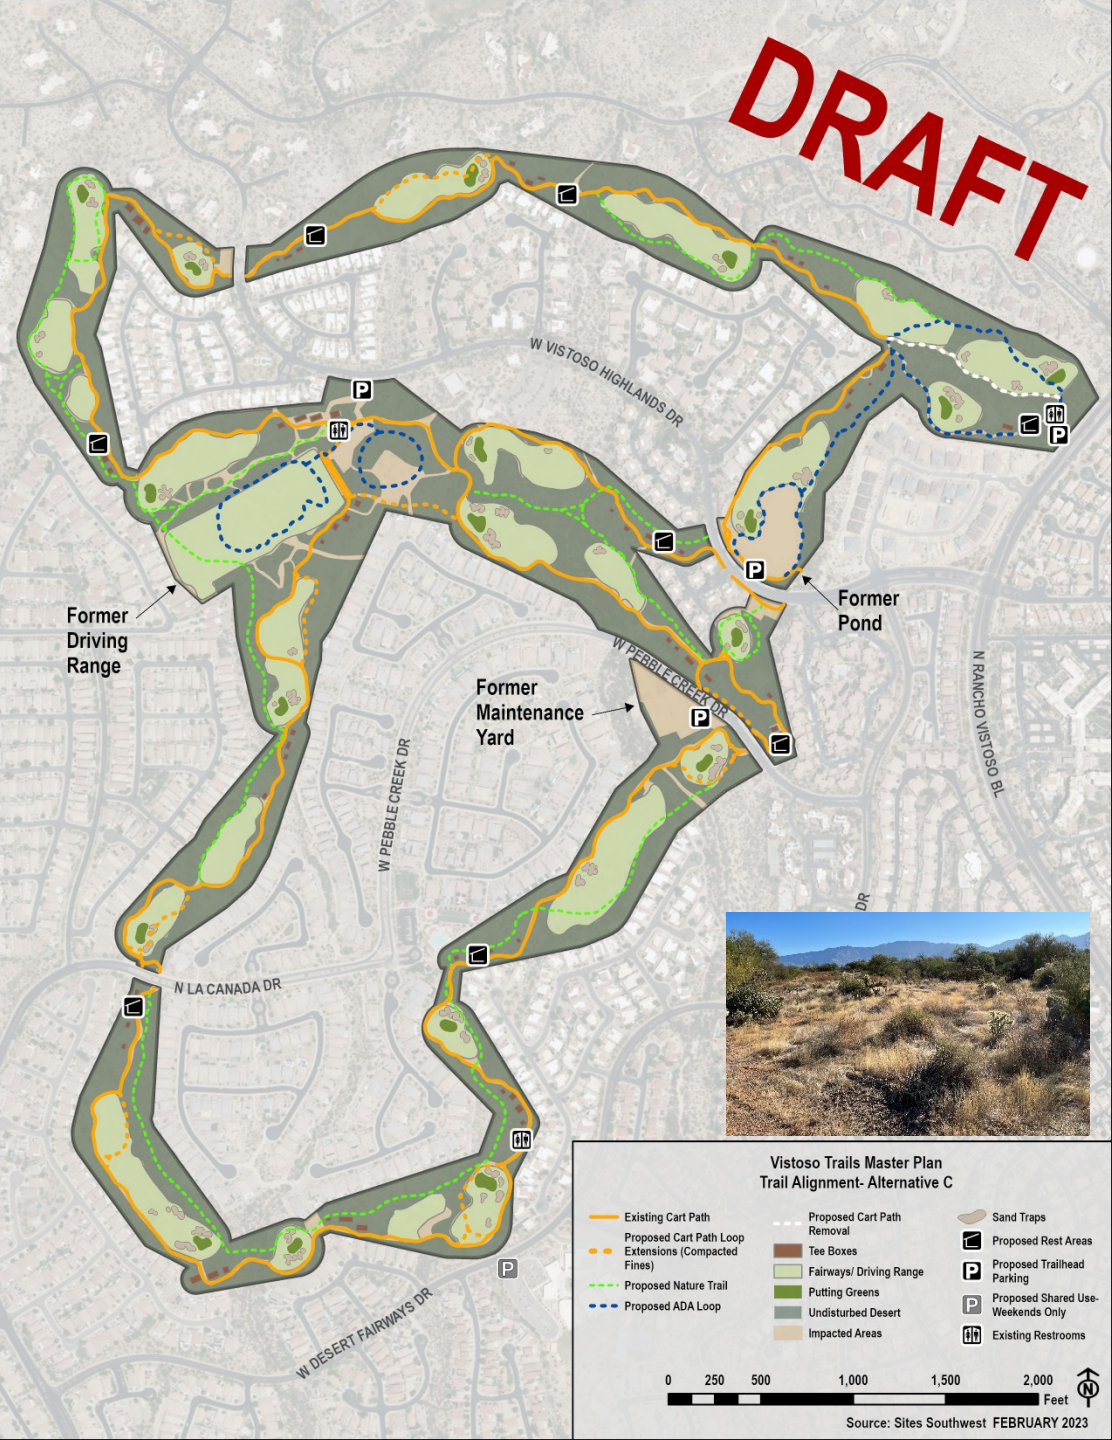 DRAFT
W VISTOSO HIGHLANDS DR
P
P
P
Former
Driving
Range
Former
Pond
W PEBBLE CREEK DR
Former
Maintenance
Yard
P
N RANCHO VISTOSO BL
W PEBBLE CREEK DR
DR
N LA CANADA DR
P
W DESERT FAIRWAYS DR
Vistoso Trails Master Plan
Trail Alignment- Alternative C
Existing Cart Path
Proposed Cart Path Loop
Extensions (Compacted
Fines)
Proposed Nature Trail
Proposed ADA Loop
Proposed Cart Path
Removal
Tee Boxes
Fairways/ Driving Range
Putting Greens
Undisturbed Desert
Impacted Areas
Sand Traps
Proposed Rest Areas
P Proposed Trailhead
Parking
P Proposed Shared Use-
Weekends Only
Existing Restrooms
0 250 500 1,000 1,500 2,000
Feet
N
Source: Sites Southwest FEBRUARY 2023